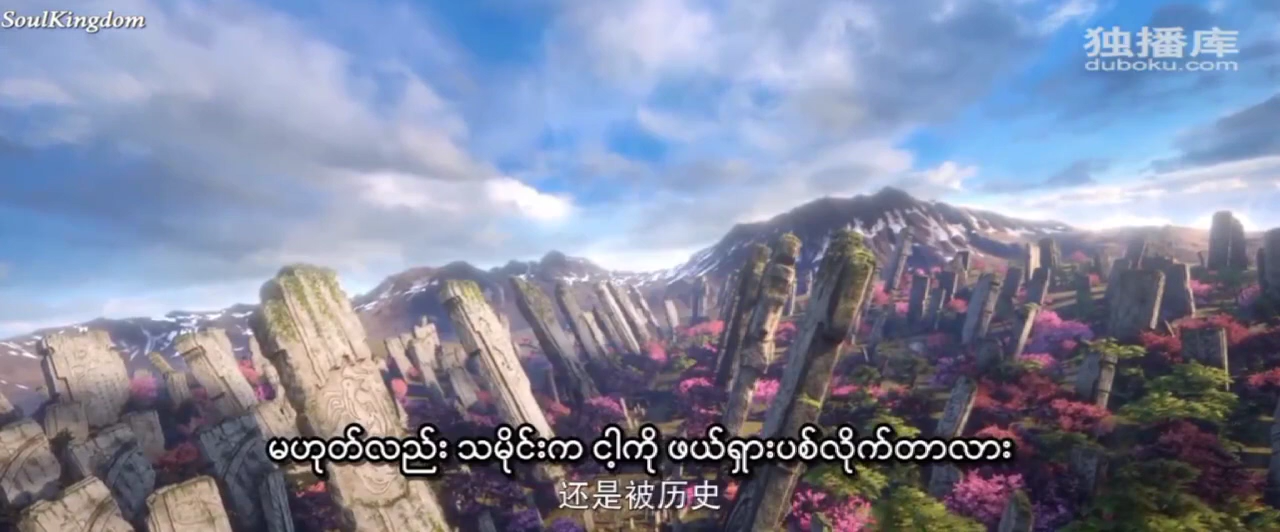 SoulKingdom
独播库
duboku.com
မဟုတ်လည်း သမိုင်းက ငါ့ကို ဖယ်ရှားပစ်လိုက်တာလား
还是被历史